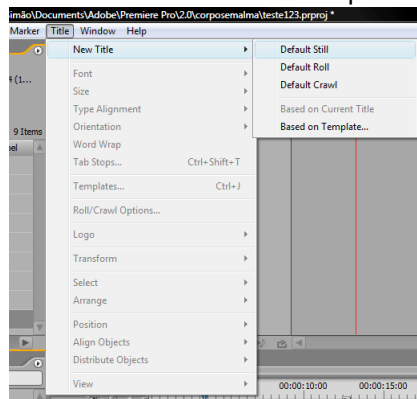 Simão\Documents\Adobe\Premiere Pro\2.0\corposemalma\teste123.prproj *
Marker Title Window Help
New Title
Default Still
Default Roll
Default Crawl
Based on Current Title
Based on Template...
(1...
9 Items
Font
Size
Type Alignment
Orientation
Word Wrap
Tab Stops... Ctrl+Shift+T
Templates... Ctrl+J
Roll/Crawl Options...
Logo
Transform
Select
Arrange
Position
Align Objects
Distribute Objects
View
00:00:10:00 00:00:15:00